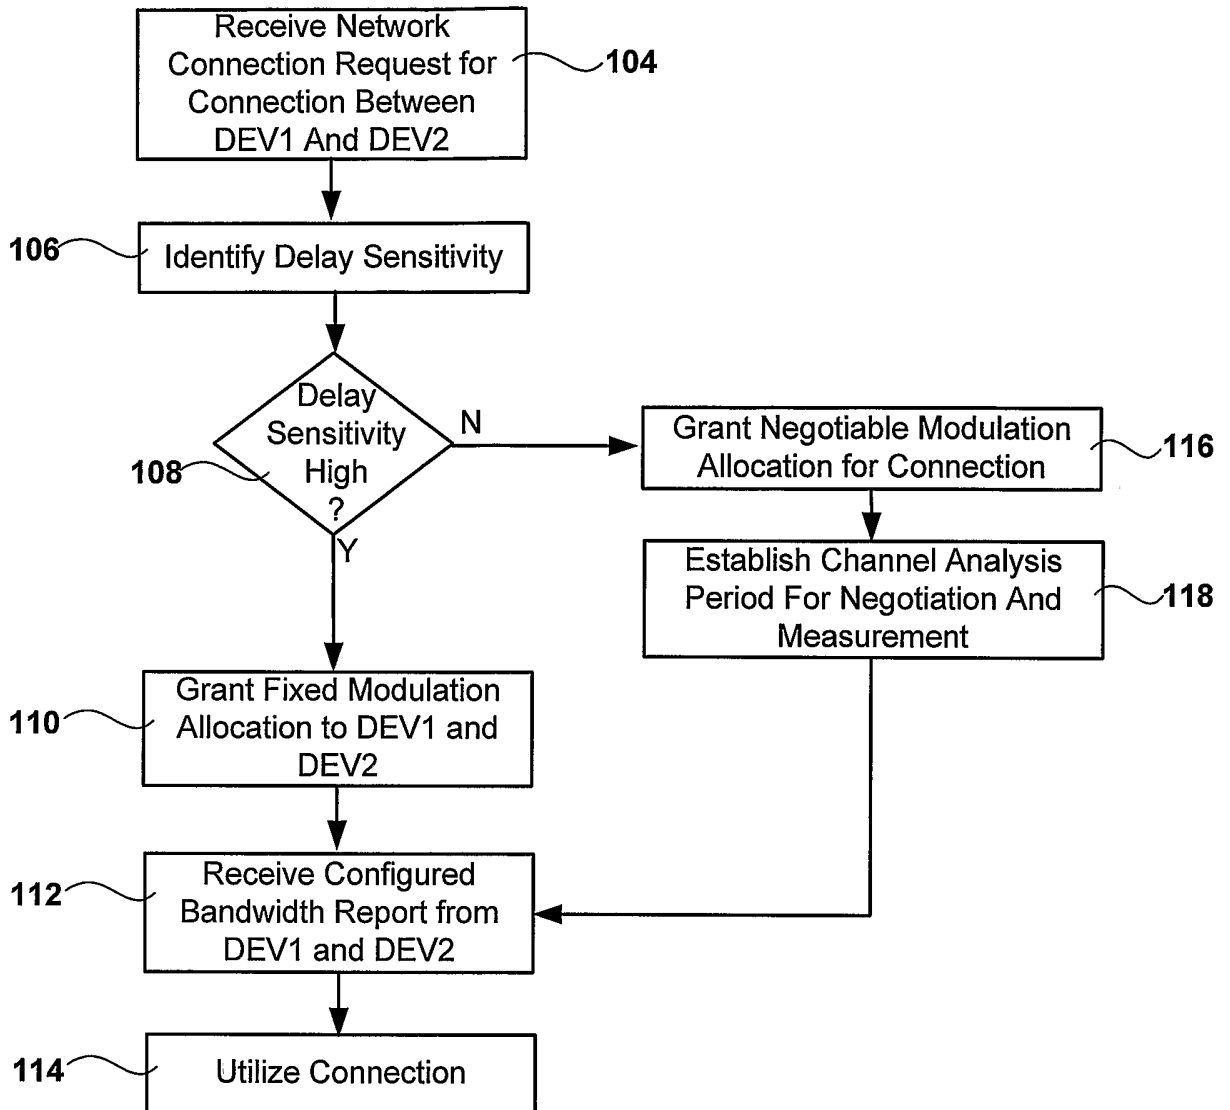 Receive Network
Connection Request for
Connection Between
DEV1 And DEV2
104
106
Identify Delay Sensitivity
Delay
Sensitivity
High
?
108
N
Y
Grant Negotiable Modulation
Allocation for Connection
116
Establish Channel Analysis
Period For Negotiation And
Measurement
118
110
Grant Fixed Modulation
Allocation to DEV1 and
DEV2
112
Receive Configured
Bandwidth Report from
DEV1 and DEV2
114
Utilize Connection